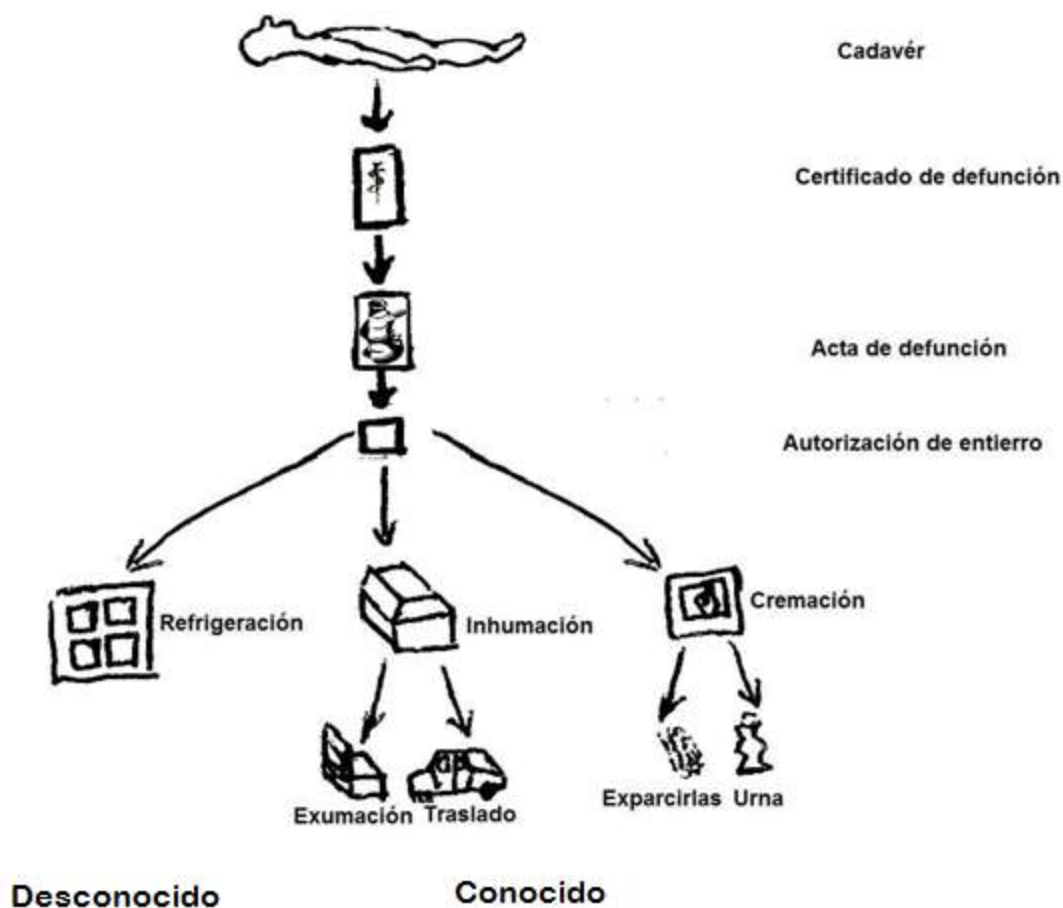 Cadavér
Certificado de defunción
Acta de defunción
Autorización de entierro
Refrigeración
Inhumación
Cremación
Exumación
Traslado
Exparcirlas
Urna
Desconocido
Conocido